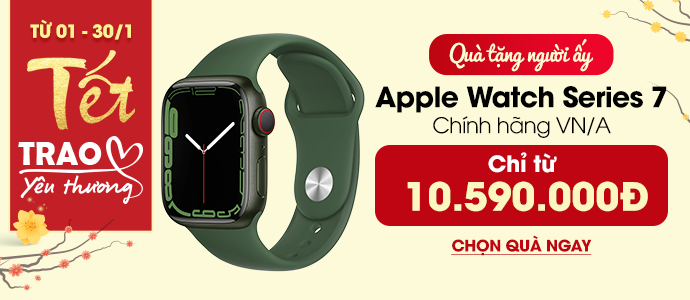 TỪ 01 - 30/1
Tết
TRAO
Yêu thương
Quà tặng người ấy
Apple Watch Series 7
Chính hãng VN/A
Chỉ từ
10.590.000Đ
CHỌN QUÀ NGAY